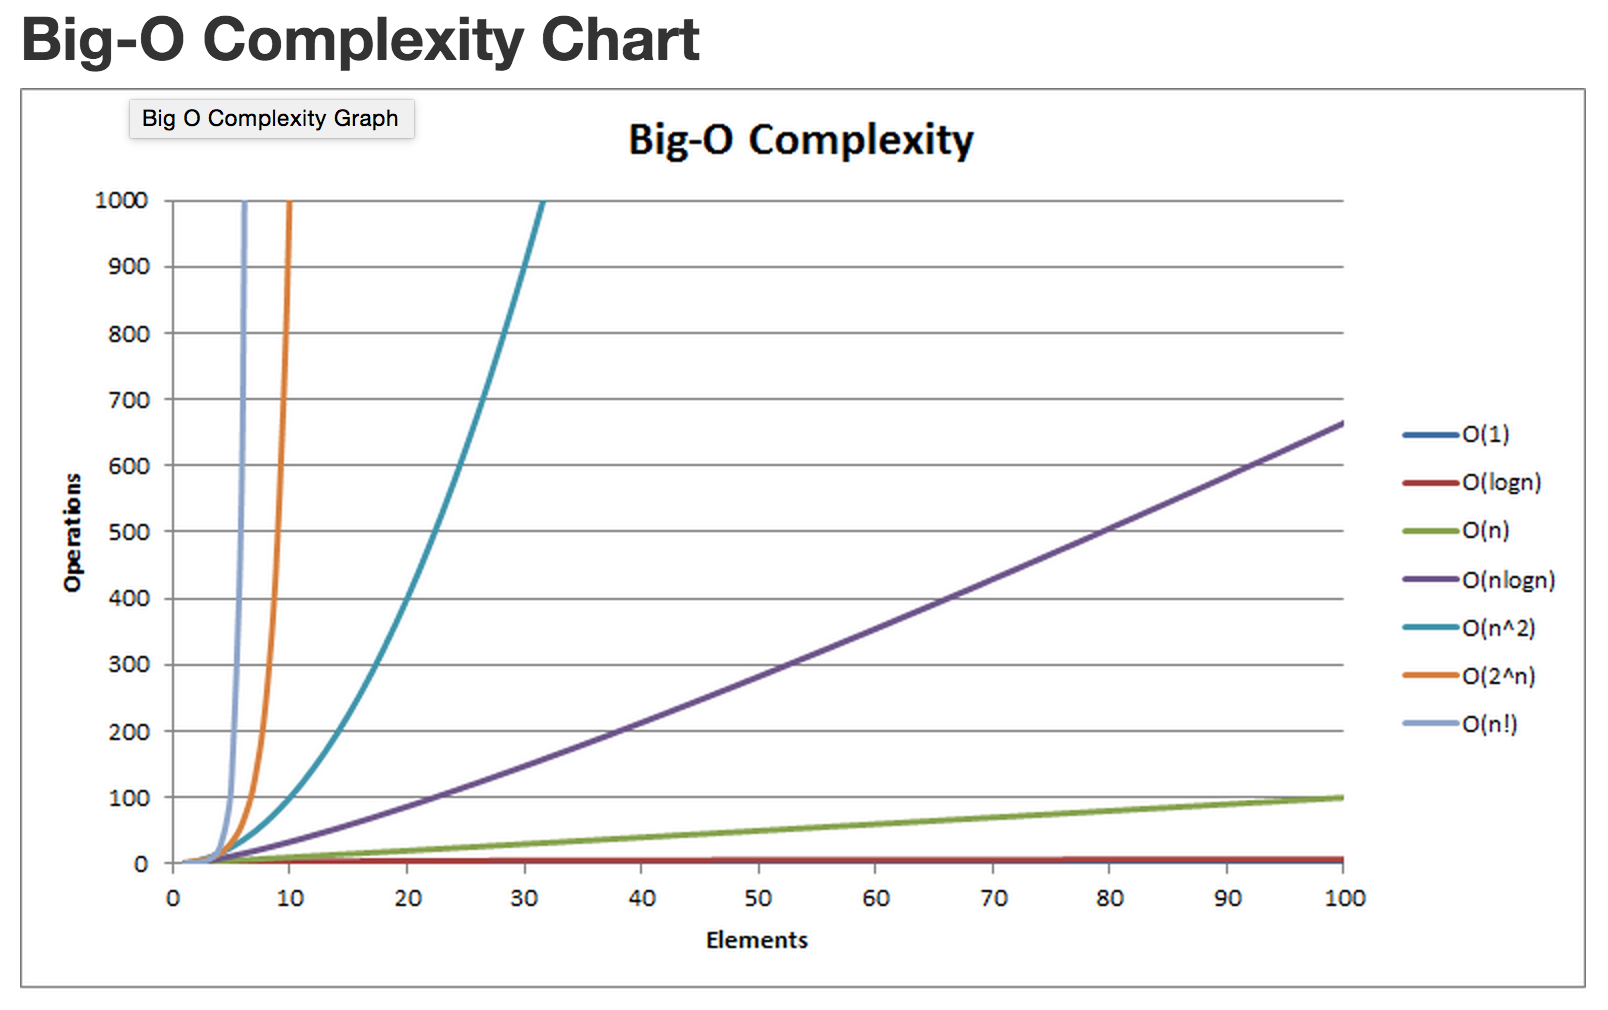 Big-O Complexity Chart
Big O Complexity Graph
Big-O Complexity
1000
900
800
700
600
500
400
300
200
100
0
Operations
0 10 20 30 40 50 60 70 80 90 100
Elements
O(1)
O(logn)
O(n)
O(nlogn)
O(n^2)
O(2^n)
O(n!)